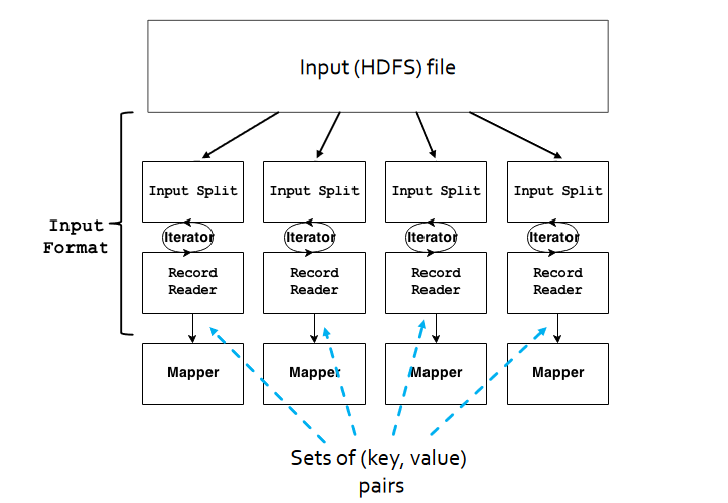 Input (HDFS) file
Input Split Input Split Input Split Input Split
Input
Format
Iterator Iterator Iterator Iterator
Record Record Record Record
Reader Reader Reader Reader
Mapper Mapper Mapper Mapper
Sets of (key, value)
pairs